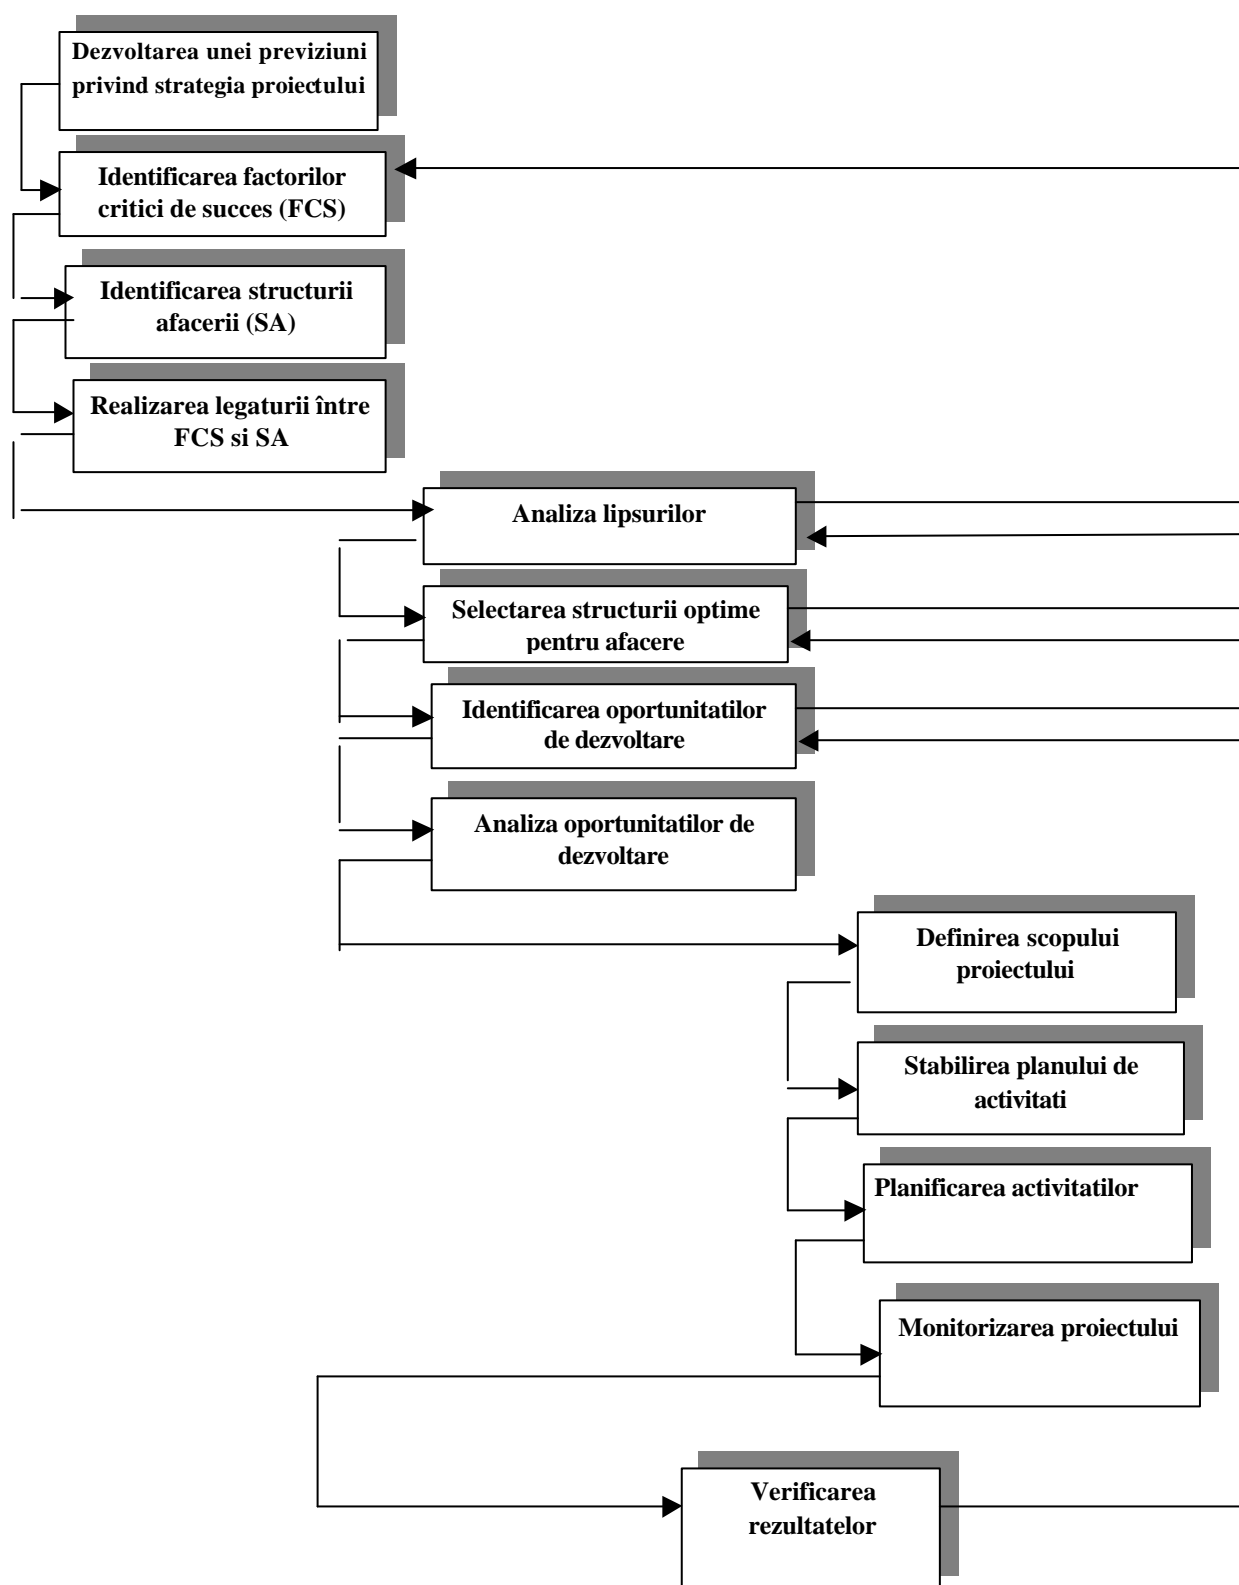 Dezvoltarea unei previziuni
privind strategia proiectului
Identificarea factorilor
critici de succes (FCS)
Identificarea structurii
afacerii (SA)
Realizarea legaturii între
FCS si SA
Analiza lipsurilor
Selectarea structurii optime
pentru afacere
Identificarea oportunitatilor
de dezvoltare
Analiza oportunitatilor de
dezvoltare
Definirea scopului
proiectului
Stabilirea planului de
activitati
Planificarea activitatilor
Monitorizarea proiectului
Verificarea
rezultatelor